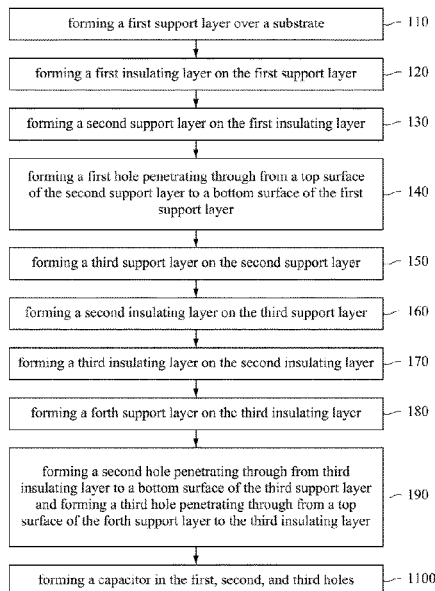 forming a first support layer over a substrate 110
forming a first insulating layer on the first support layer 120
forming a second support layer on the first insulating layer 130
forming a first hole penetrating through from a top surface
of the second support layer to a bottom surface of the first
support layer
140
forming a third support layer on the second support layer 150
forming a second insulating layer on the third support layer 160
forming a third insulating layer on the second insulating layer 170
forming a forth support layer on the third insulating layer 180
forming a second hole penetrating through from third
insulating layer to a bottom surface of the third support layer
and forming a third hole penetrating through from a top
surface of the forth support layer to the third insulating layer
190
forming a capacitor in the first, second, and third holes 1100